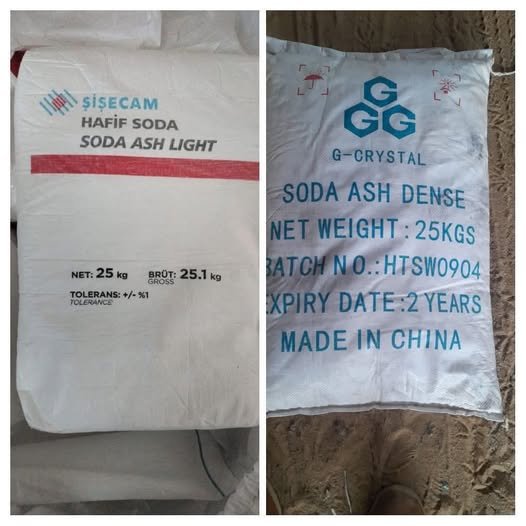 ŞİŞECAM
HAFİF SODA
SODA ASH LIGHT
NET: 25 kg
BRÜT: 25.1 kg
GROSS
TOLERANS: +/- %1
TOLERANCE
G
G G
G-CRYSTAL
SODA ASH DENSE
NET WEIGHT : 25KGS
BATCH NO.: HTSW0904
EXPIRY DATE : 2 YEARS
MADE IN CHINA